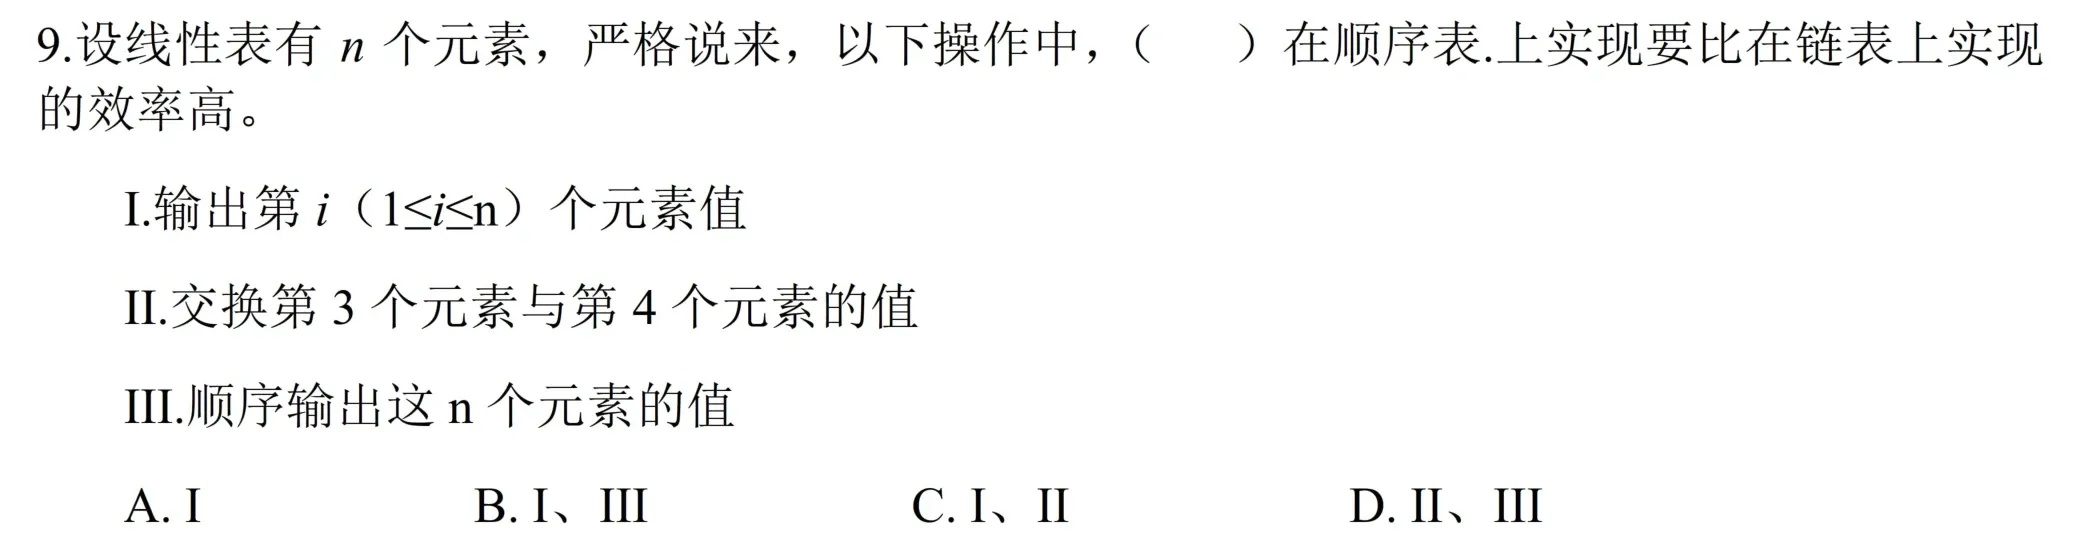 9.设线性表有 n 个元素，严格说来，以下操作中，（ ）在顺序表.上实现要比在链表上实现
的效率高。
I.输出第 i（1≤i≤n）个元素值
II.交换第 3 个元素与第 4 个元素的值
III.顺序输出这 n 个元素的值
A. I B. I、III C. I、II D. II、III